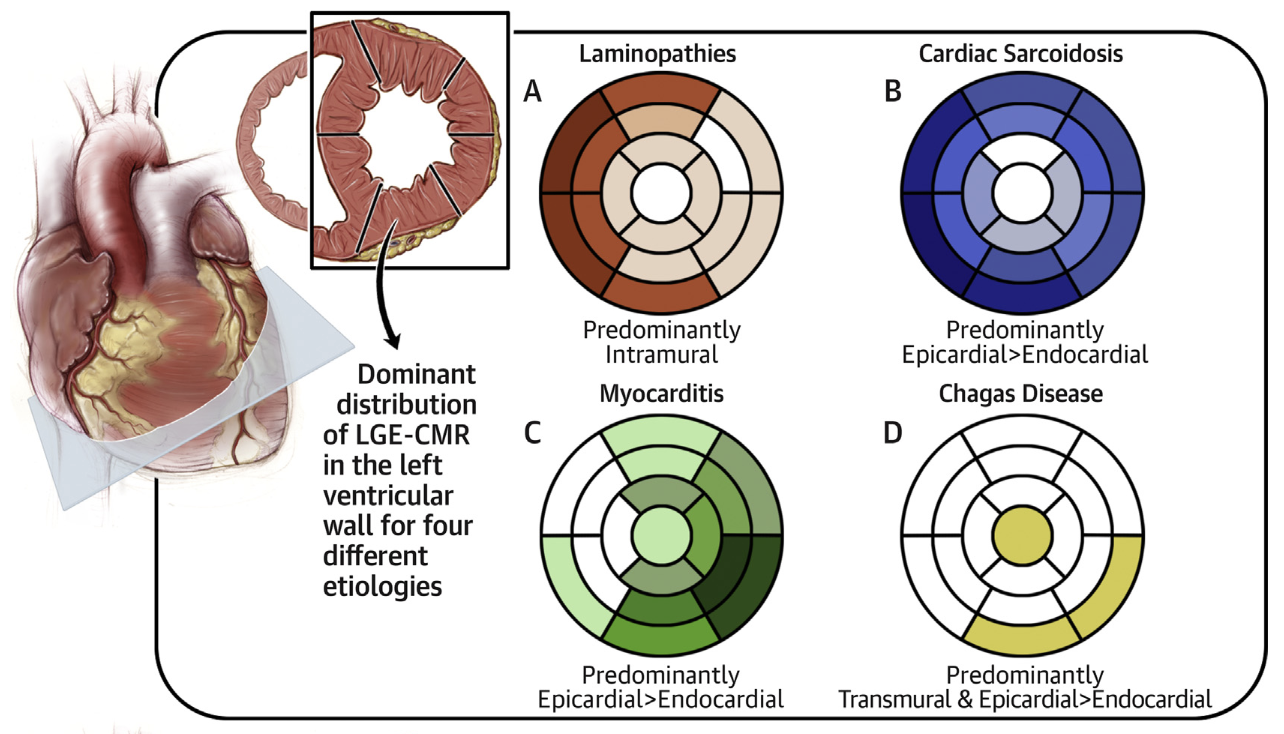 Laminopathies
A
Predominantly
Intramural
Cardiac Sarcoidosis
B
Predominantly
Epicardial>Endocardial
Dominant
distribution
of LGE-CMR
in the left
ventricular
wall for four
different
etiologies
Myocarditis
C
Predominantly
Epicardial>Endocardial
Chagas Disease
D
Predominantly
Transmural & Epicardial>Endocardial